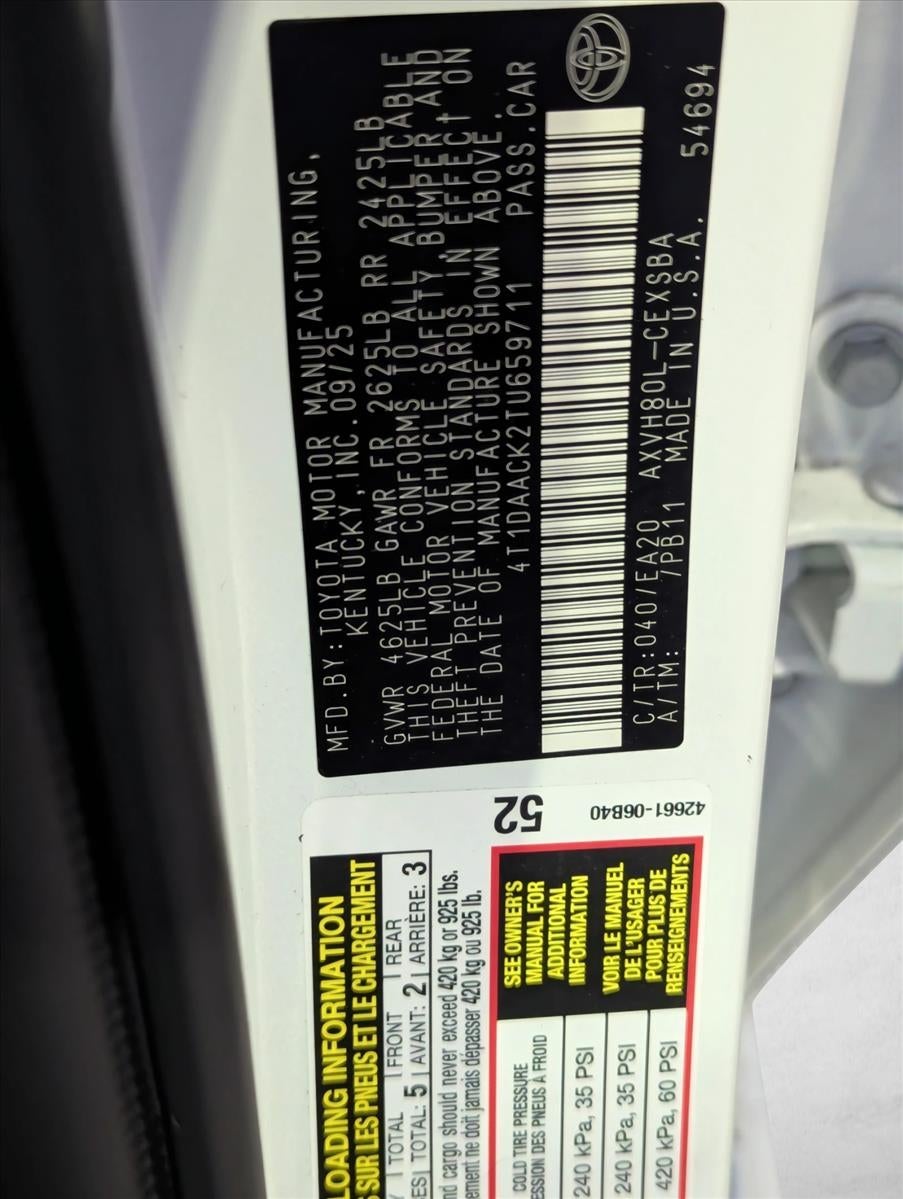 MFD.BY:TOYOTA MOTOR MANUFACTURING,
KENTUCKY,INC.09/25
GVWR 4625LB GAWR FR 2625LB RR 2425LB
THIS VEHICLE CONFORMS TO ALL APPLICABLE
FEDERAL MOTOR VEHICLE SAFETY,BUMPER,AND
THEFT PREVENTION STANDARDS IN EFFECT ON
THE DATE OF MANUFACTURE SHOWN ABOVE.
4T1DAACK2TU659711 PASS.CAR
C/TR:040/EA20 AXVH80L-CEXSBA
A/TM: 7PB11 MADE IN U.S.A. 54694
52
42661-06B40
LOADING INFORMATION
SUR LES PNEUS ET LE CHARGEMENT
TOTAL FRONT REAR
TOTAL: 5 AVANT: 2 ARRIÈRE: 3
cargo should never exceed 420 kg or 925 lbs.
ne doit jamais dépasser 420 kg ou 925 lb.
COLD TIRE PRESSURE
DES PNEUS À FROID
240 kPa, 35 PSI
240 kPa, 35 PSI
420 kPa, 60 PSI
SEE OWNER'S
MANUAL FOR
ADDITIONAL
INFORMATION
VOIR LE MANUEL
DE L'USAGER
POUR PLUS DE
RENSEIGNEMENTS